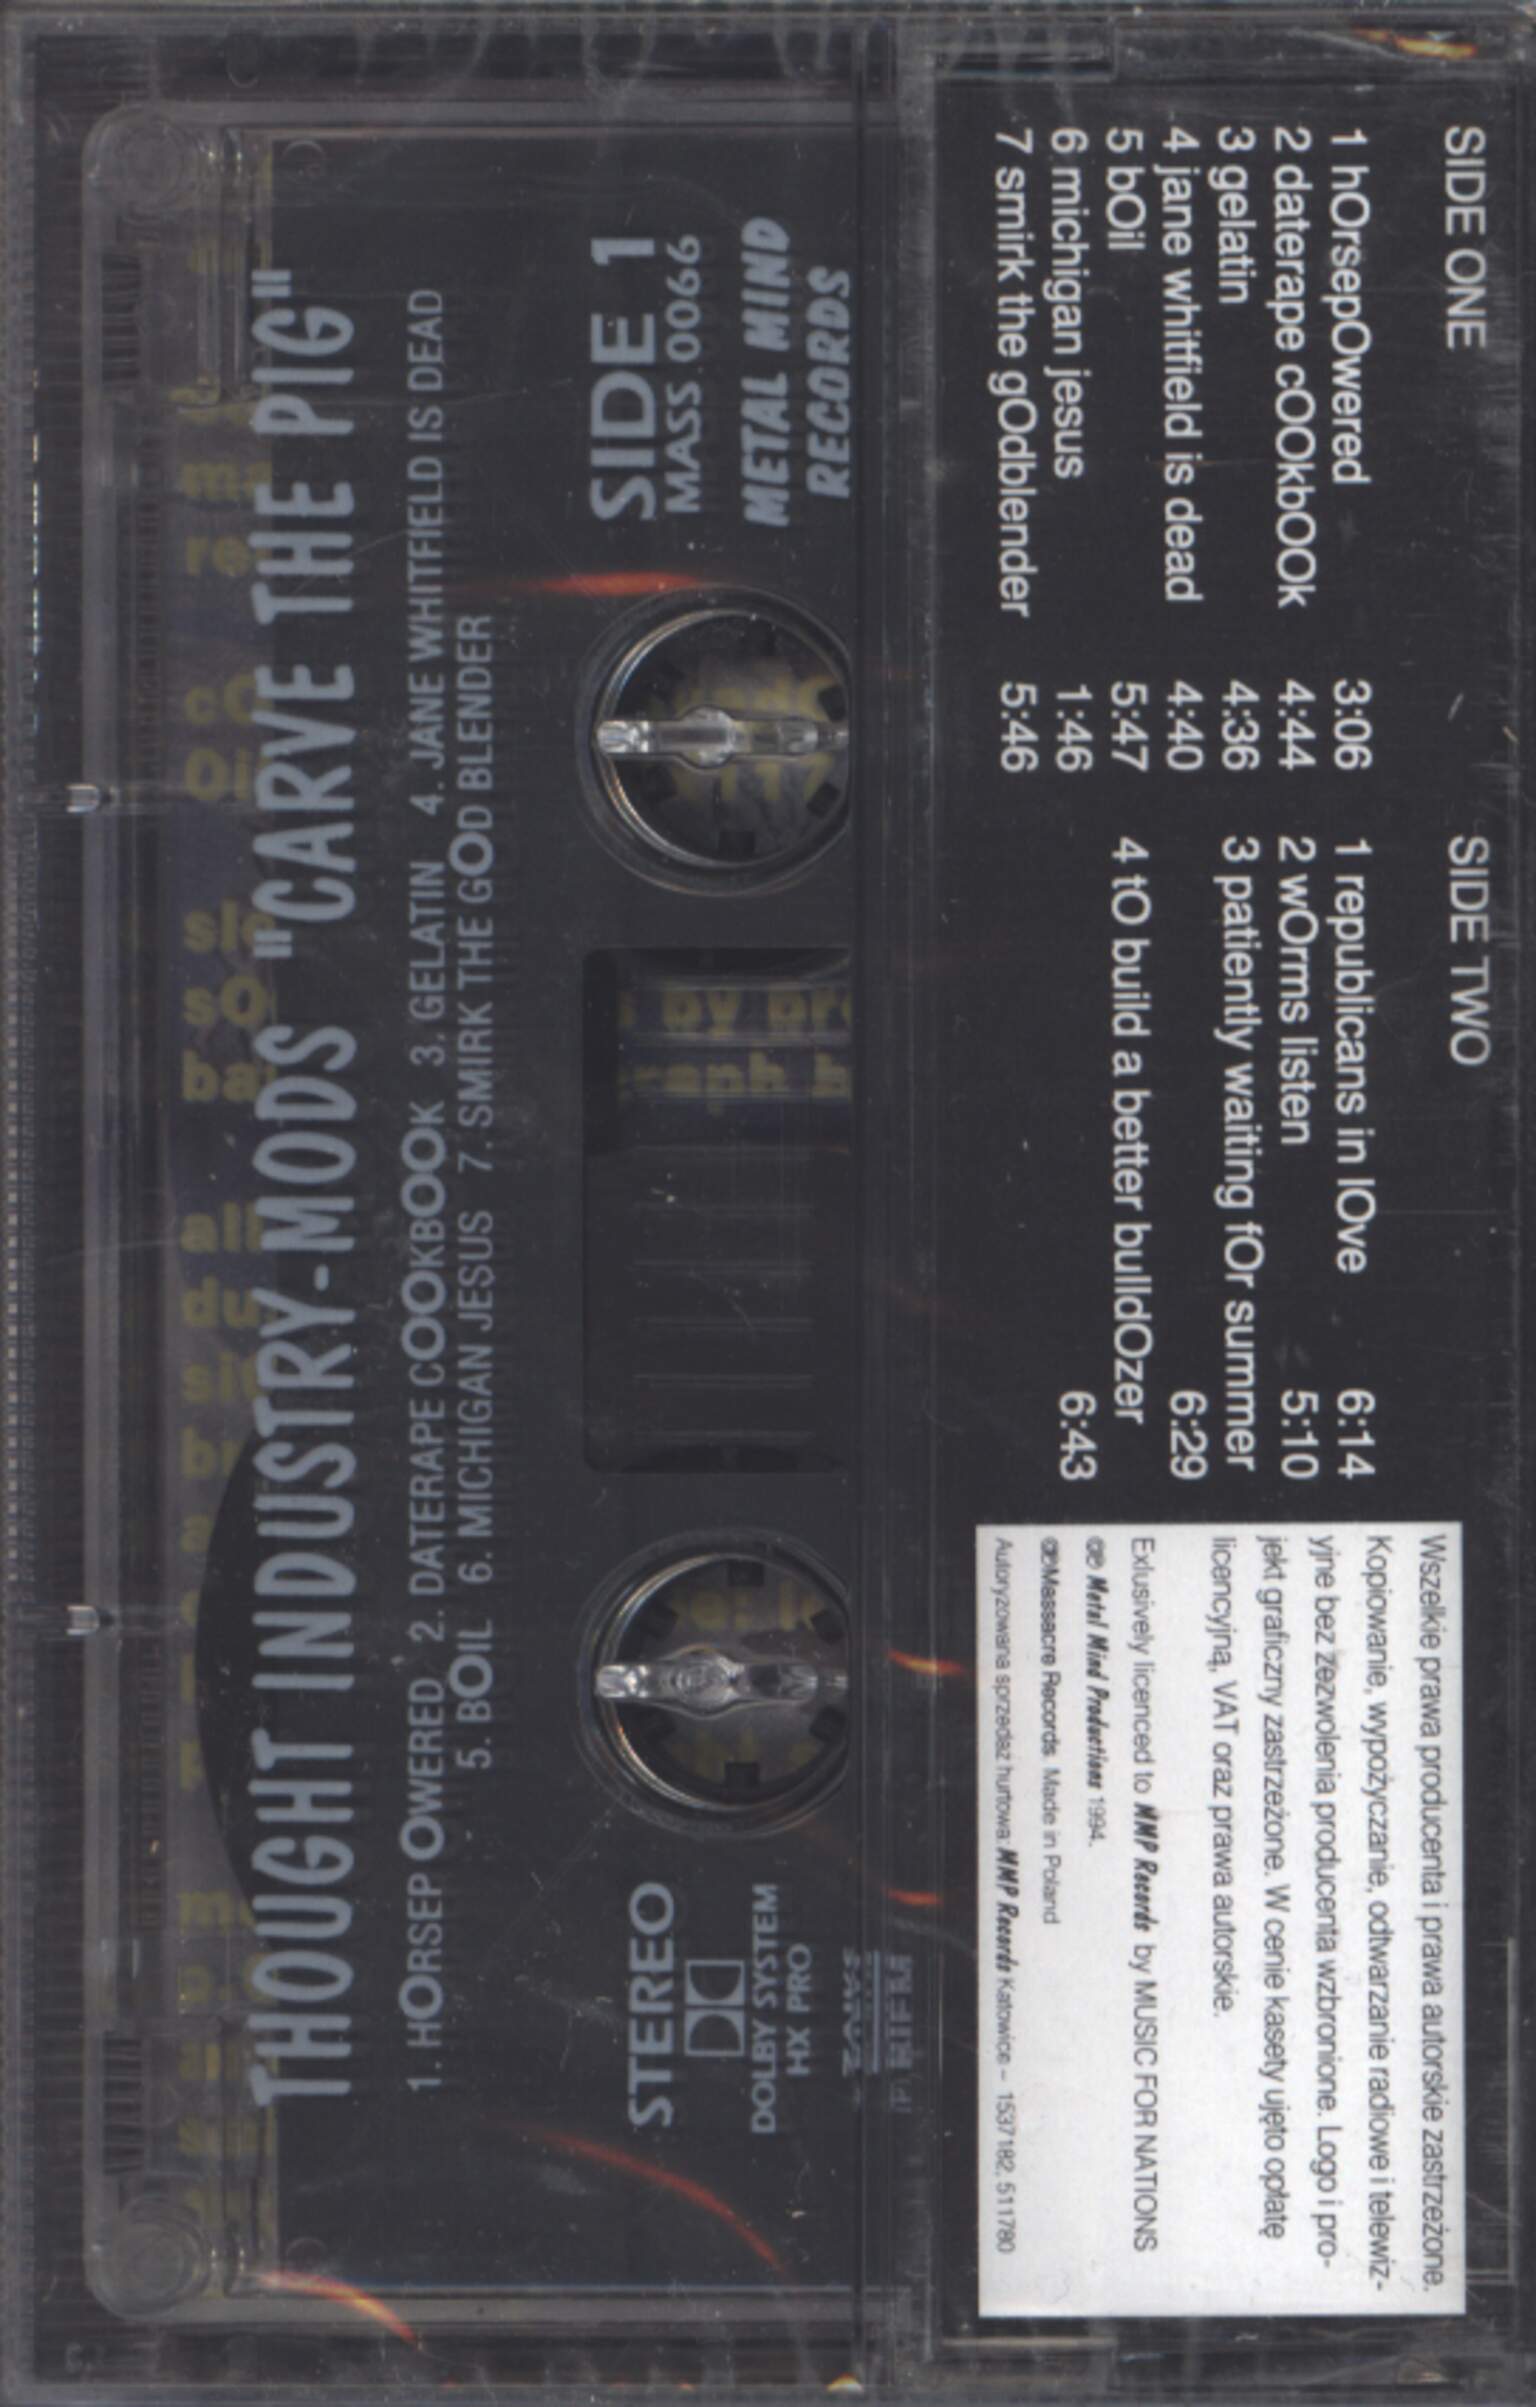 SIDE ONE
1 hOrsepOwered 3:06
2 daterape cOOkbOOk 4:44
3 gelatin 4:36
4 jane whitfield is dead 4:40
5 bOil 5:47
6 michigan jesus 1:46
7 smirk the gOdblender 5:46
SIDE TWO
1 republicans in lOve 6:14
2 wOrms listen 5:10
3 patiently waiting fOr summer
6:29
4 tO build a better bulldOzer
6:43
Wszelkie prawa producenta i prawa autorskie zastrzeżone.
Kopiowanie, wypożyczanie, odtwarzanie radiowe i telewiz-
yjne bez zezwolenia producenta wzbronione. Logo i pro-
jekt graficzny zastrzeżone. W cenie kasety ujęto opłatę
licencyjną, VAT oraz prawa autorskie.
Exlusively licenced to MMP Records by MUSIC FOR NATIONS
℗ Metal Mind Productions 1994.
℗ Massacre Records. Made in Poland
Autoryzowana sprzedaż hurtowa: MMP Records Katowice – 1537182, 511780
THOUGHT INDUSTRY-MODS "CARVE THE PIG"
1. HORSEPOWERED 2. DATERAPE COOKBOOK 3. GELATIN 4. JANE WHITFIELD IS DEAD
5. BOIL 6. MICHIGAN JESUS 7. SMIRK THE GOD BLENDER
SIDE 1
MASS 0066
METAL MIND
RECORDS
STEREO
DOLBY SYSTEM
HX PRO